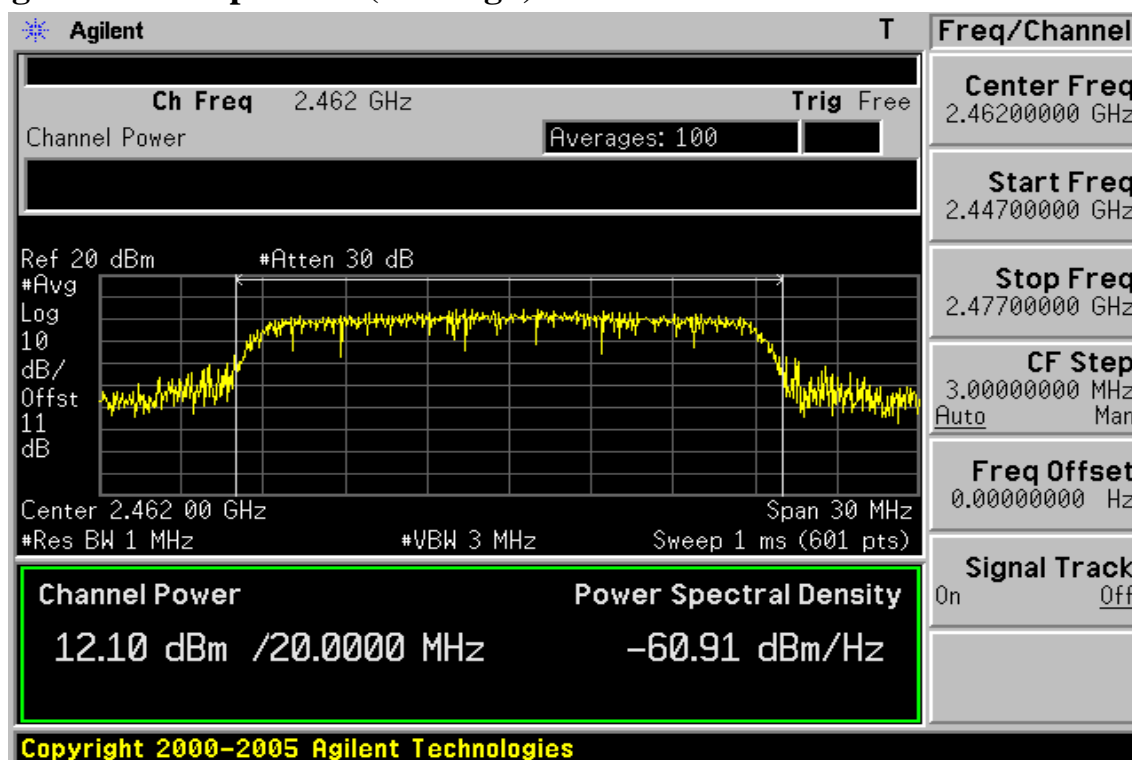 Agilent T
Ch Freq 2.462 GHz Trig Free
Channel Power Averages: 100
Ref 20 dBm #Atten 30 dB
#Avg
Log
10
dB/
Offst
11
dB
Center 2.462 00 GHz Span 30 MHz
#Res BW 1 MHz #VBW 3 MHz Sweep 1 ms (601 pts)
Channel Power Power Spectral Density
12.10 dBm /20.0000 MHz -60.91 dBm/Hz
Copyright 2000-2005 Agilent Technologies
Freq/Channel
Center Freq
2.46200000 GHz
Start Freq
2.44700000 GHz
Stop Freq
2.47700000 GHz
CF Step
3.00000000 MHz
Auto Man
Freq Offset
0.00000000 Hz
Signal Track
On Off